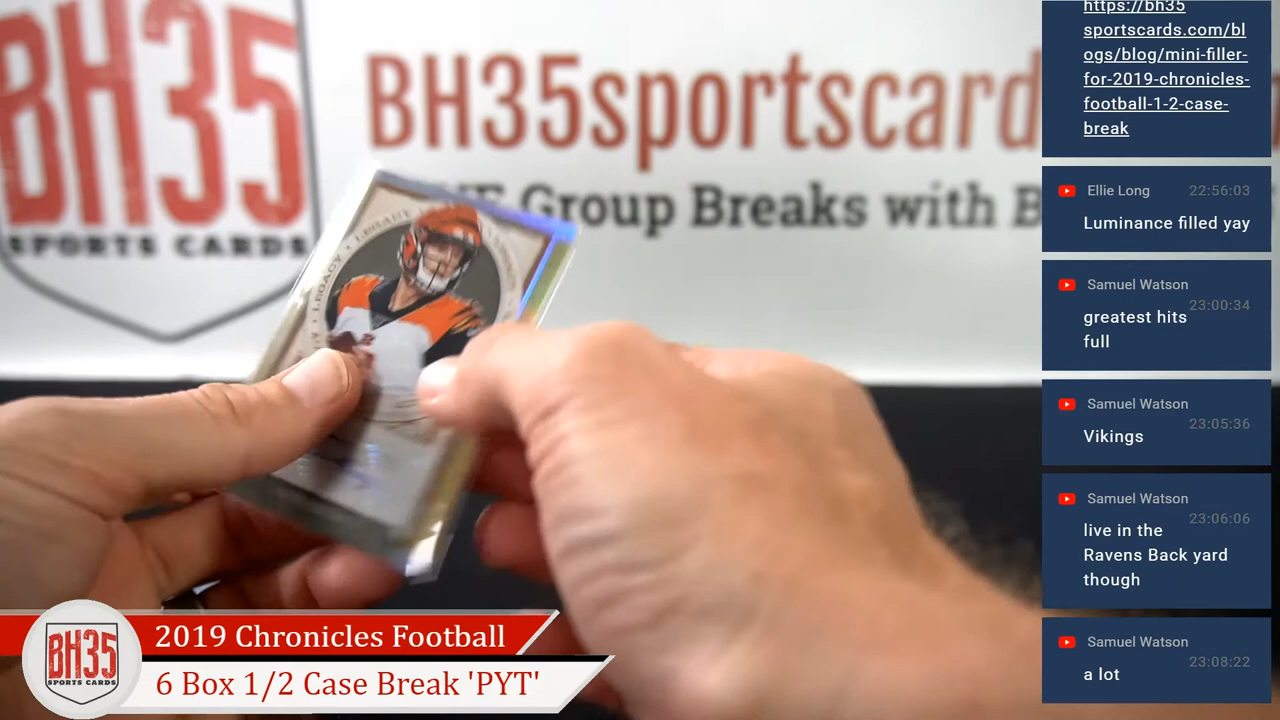 BH35
SPORTS CARDS
BH35sportscard
Group Breaks with B
LEGACY
https://bh35
sportscards.com/bl
ogs/blog/mini-filler-
for-2019-chronicles-
football-1-2-case-
break
Ellie Long 22:56:03
Luminance filled yay
Samuel Watson 23:00:34
greatest hits
full
Samuel Watson 23:05:36
Vikings
Samuel Watson 23:06:06
live in the
Ravens Back yard
though
Samuel Watson 23:08:22
a lot
BH35
SPORTS CARDS
2019 Chronicles Football
6 Box 1/2 Case Break 'PYT'